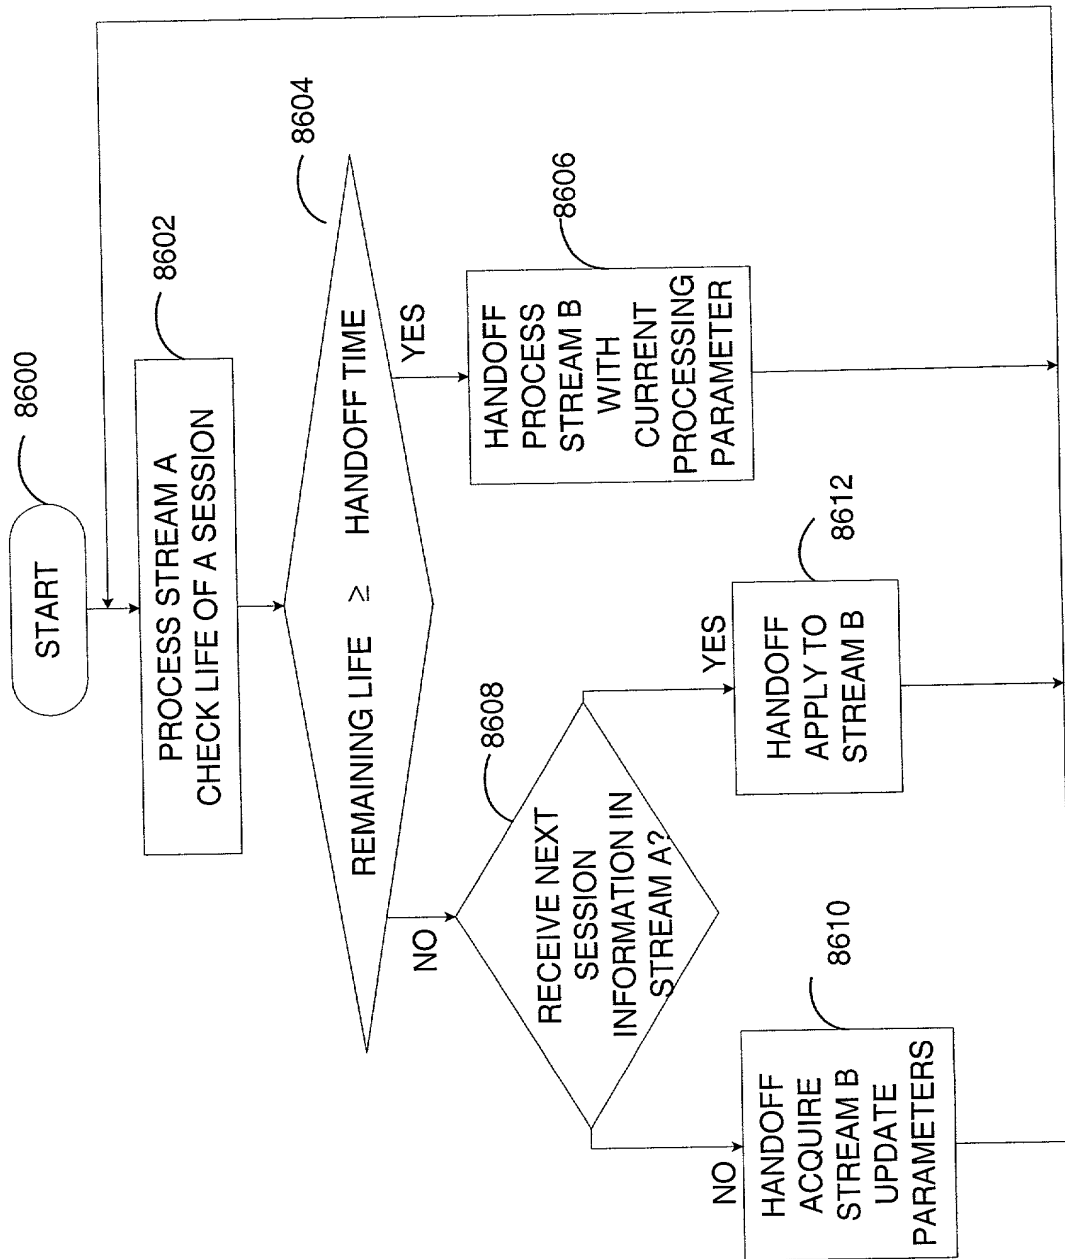 START
8600
PROCESS STREAM A
CHECK LIFE OF A SESSION
8602
REMAINING LIFE ≥ HANDOFF TIME
8604
NO
YES
RECEIVE NEXT
SESSION
INFORMATION IN
STREAM A?
8608
HANDOFF
PROCESS
STREAM B
WITH
CURRENT
PROCESSING
PARAMETER
8606
NO
YES
HANDOFF
ACQUIRE
STREAM B
UPDATE
PARAMETERS
8610
HANDOFF
APPLY TO
STREAM B
8612